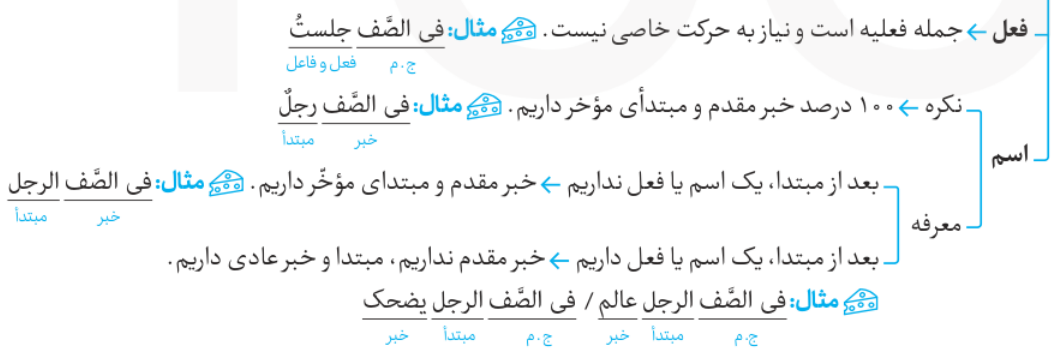 فعل ← جمله فعلیه است و نیاز به حرکت خاصی نیست. مثال: فی الصَّف جلستُ
ج.م فعل و فاعل
نکره ← ۱۰۰ درصد خبر مقدم و مبتدأی مؤخر داریم. مثال: فی الصَّف رجلٌ
خبر مبتدأ
اسم
بعد از مبتدا، یک اسم یا فعل نداریم ← خبر مقدم و مبتدای مؤخّر داریم. مثال: فی الصَّف الرجل
خبر مبتدأ
معرفه
بعد از مبتدا، یک اسم یا فعل داریم ← خبر مقدم نداریم، مبتدا و خبر عادی داریم.
مثال: فی الصَّف الرجل عالم / فی الصَّف الرجل یضحک
ج.م مبتدأ خبر ج.م مبتدأ خبر